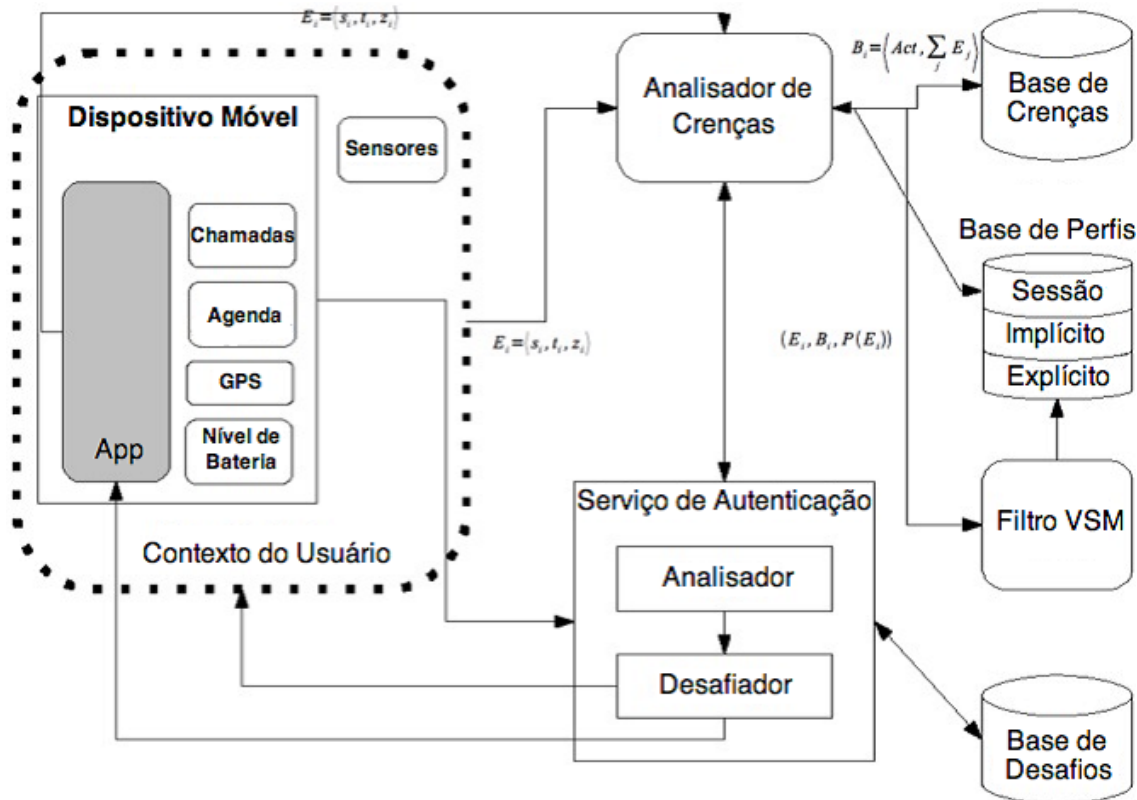 E_i=⟨s_i, t_i, z_i⟩
B_i=⟨Act, ∑_j E_j⟩
Analisador de
Crenças
Base de
Crenças
Dispositivo Móvel
Sensores
Chamadas
Agenda
GPS
Nível de
Bateria
App
Contexto do Usuário
E_i=⟨s_i, t_i, z_i⟩
(E_i, B_i, P(E_i))
Base de Perfis
Sessão
Implícito
Explícito
Filtro VSM
Serviço de Autenticação
Analisador
Desafiador
Base de
Desafios